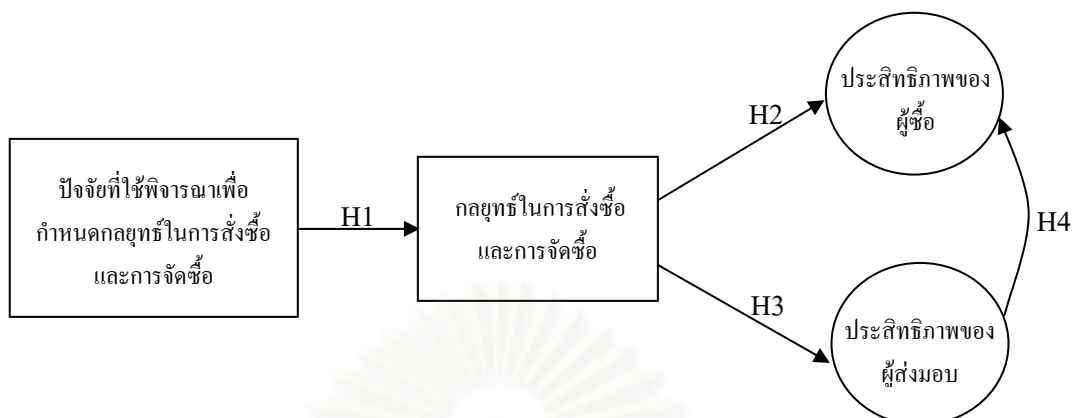 ปัจจัยที่ใช้พิจารณาเพื่อ
กำหนดกลยุทธ์ในการสั่งซื้อ
และการจัดซื้อ
H1
กลยุทธ์ในการสั่งซื้อ
และการจัดซื้อ
H2
H3
ประสิทธิภาพของ
ผู้ซื้อ
H4
ประสิทธิภาพของ
ผู้ส่งมอบ